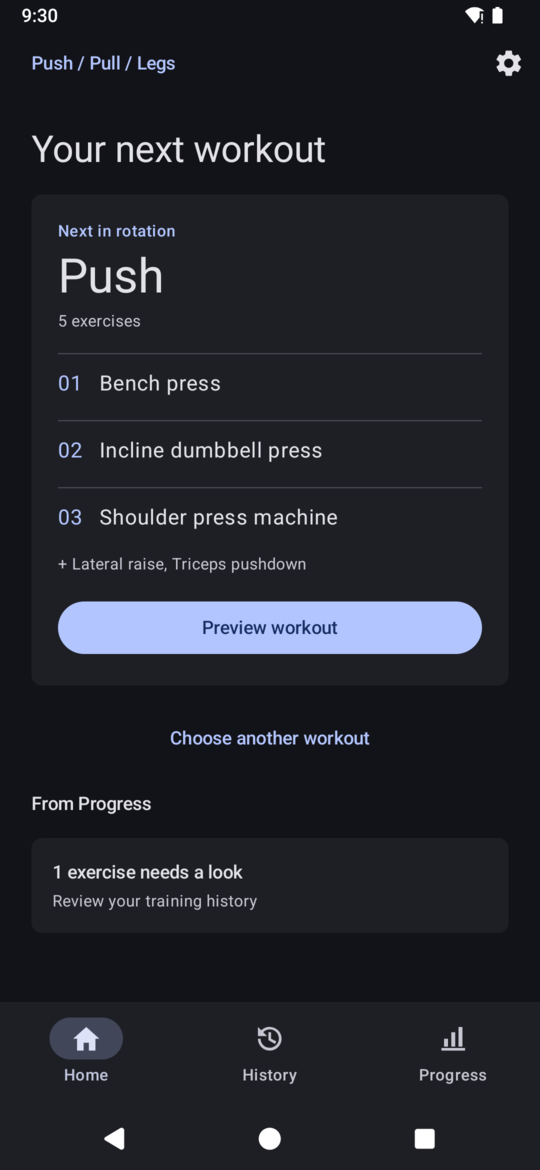 9:30
Push / Pull / Legs
Your next workout
Next in rotation
Push
5 exercises
01 Bench press
02 Incline dumbbell press
03 Shoulder press machine
+ Lateral raise, Triceps pushdown
Preview workout
Choose another workout
From Progress
1 exercise needs a look
Review your training history
Home
History
Progress